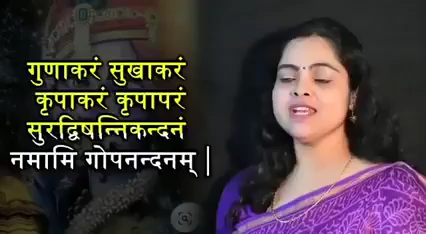 गुणाकरं सुखाकरं
कृपाकरं कृपापरं
सुरद्विषन्निकन्दनं
नमामि गोपनन्दनम् |